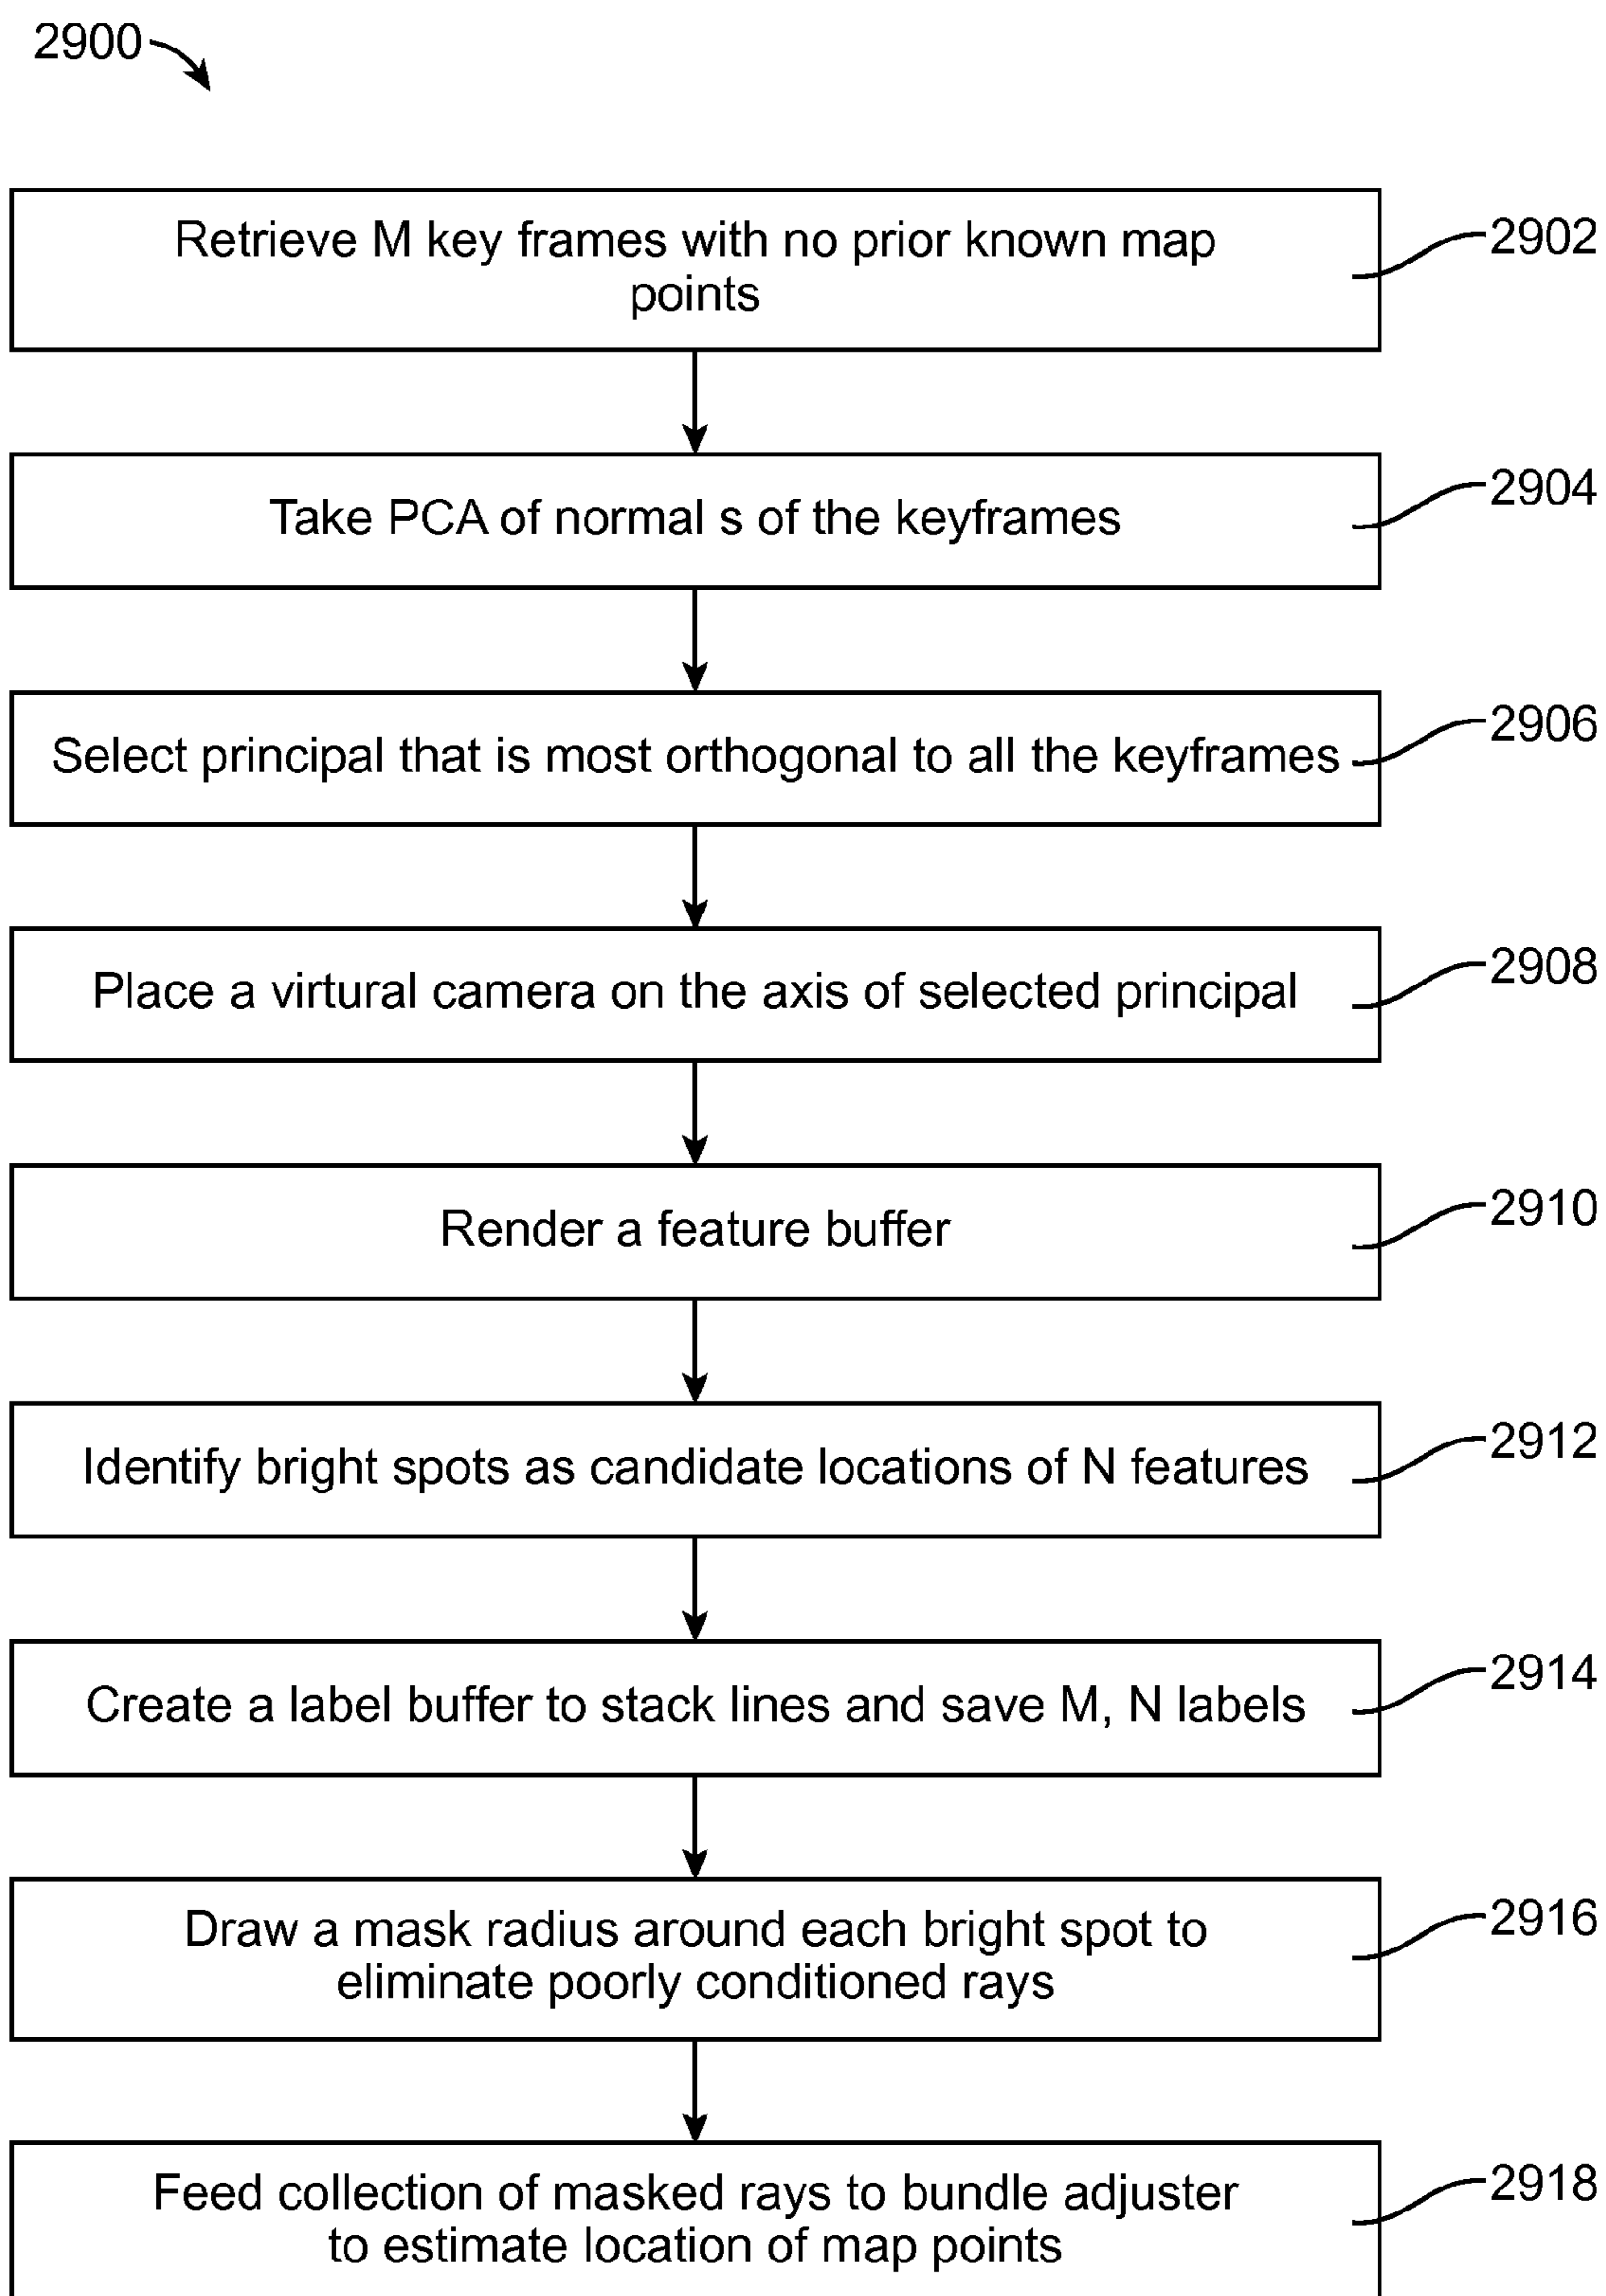 2900
Retrieve M key frames with no prior known map
points
2902
Take PCA of normal s of the keyframes
2904
Select principal that is most orthogonal to all the keyframes
2906
Place a virtural camera on the axis of selected principal
2908
Render a feature buffer
2910
Identify bright spots as candidate locations of N features
2912
Create a label buffer to stack lines and save M, N labels
2914
Draw a mask radius around each bright spot to
eliminate poorly conditioned rays
2916
Feed collection of masked rays to bundle adjuster
to estimate location of map points
2918